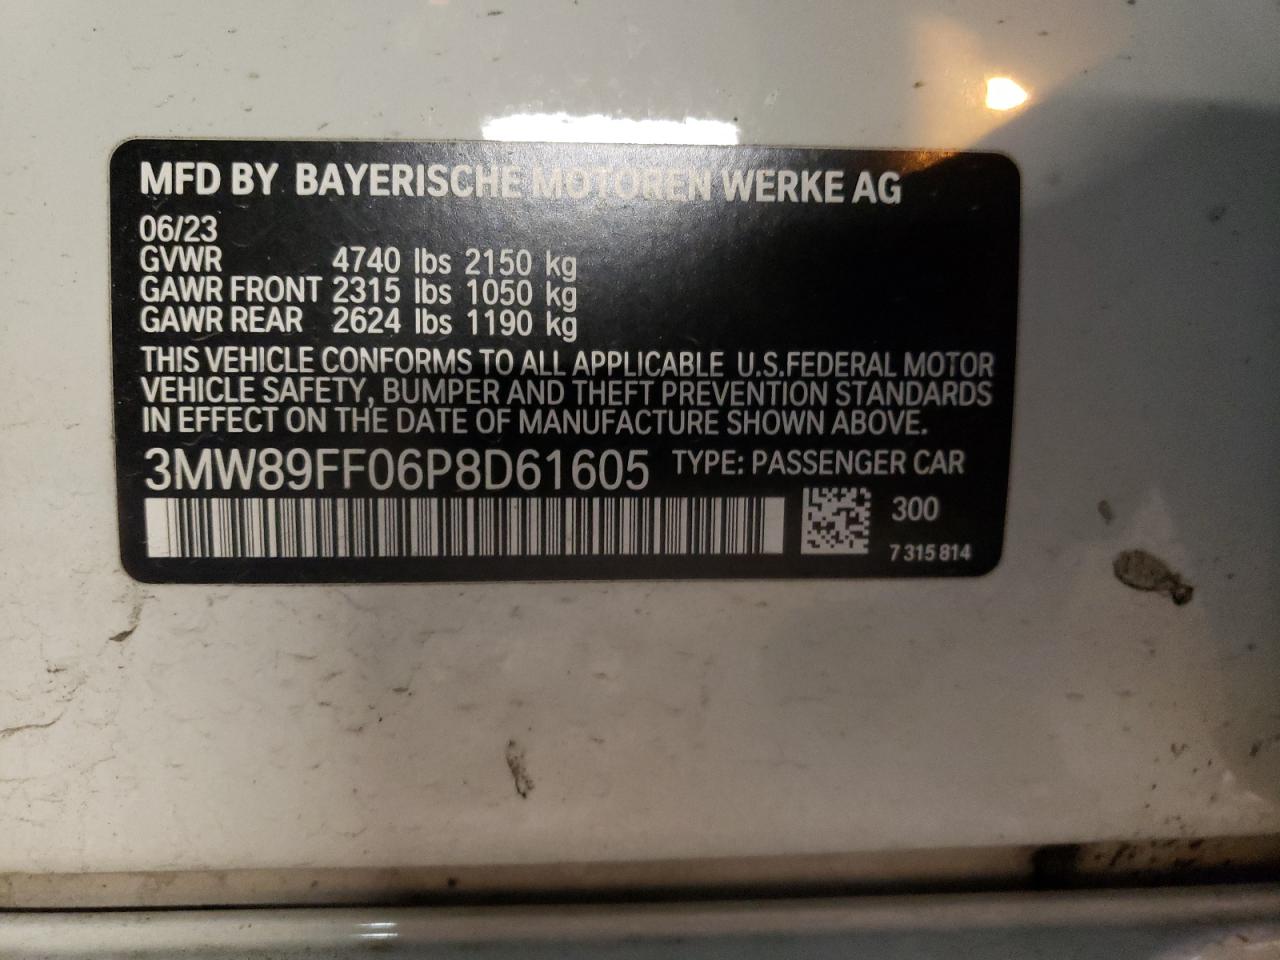 MFD BY BAYERISCHE MOTOREN WERKE AG
06/23
GVWR 4740 lbs 2150 kg
GAWR FRONT 2315 lbs 1050 kg
GAWR REAR 2624 lbs 1190 kg
THIS VEHICLE CONFORMS TO ALL APPLICABLE U.S.FEDERAL MOTOR
VEHICLE SAFETY, BUMPER AND THEFT PREVENTION STANDARDS
IN EFFECT ON THE DATE OF MANUFACTURE SHOWN ABOVE.
3MW89FF06P8D61605 TYPE: PASSENGER CAR
300
7 315 814